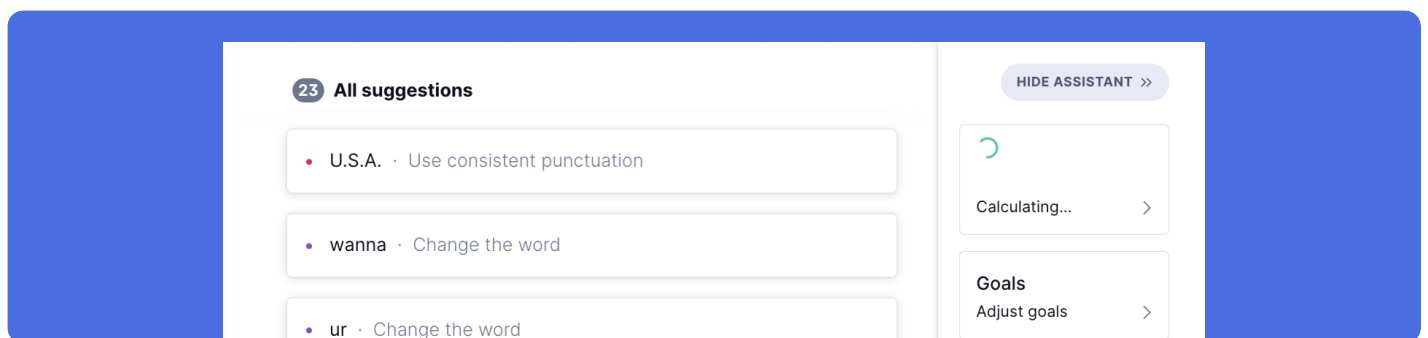 23 All suggestions
U.S.A. · Use consistent punctuation
wanna · Change the word
ur · Change the word
HIDE ASSISTANT
Calculating...
Goals
Adjust goals